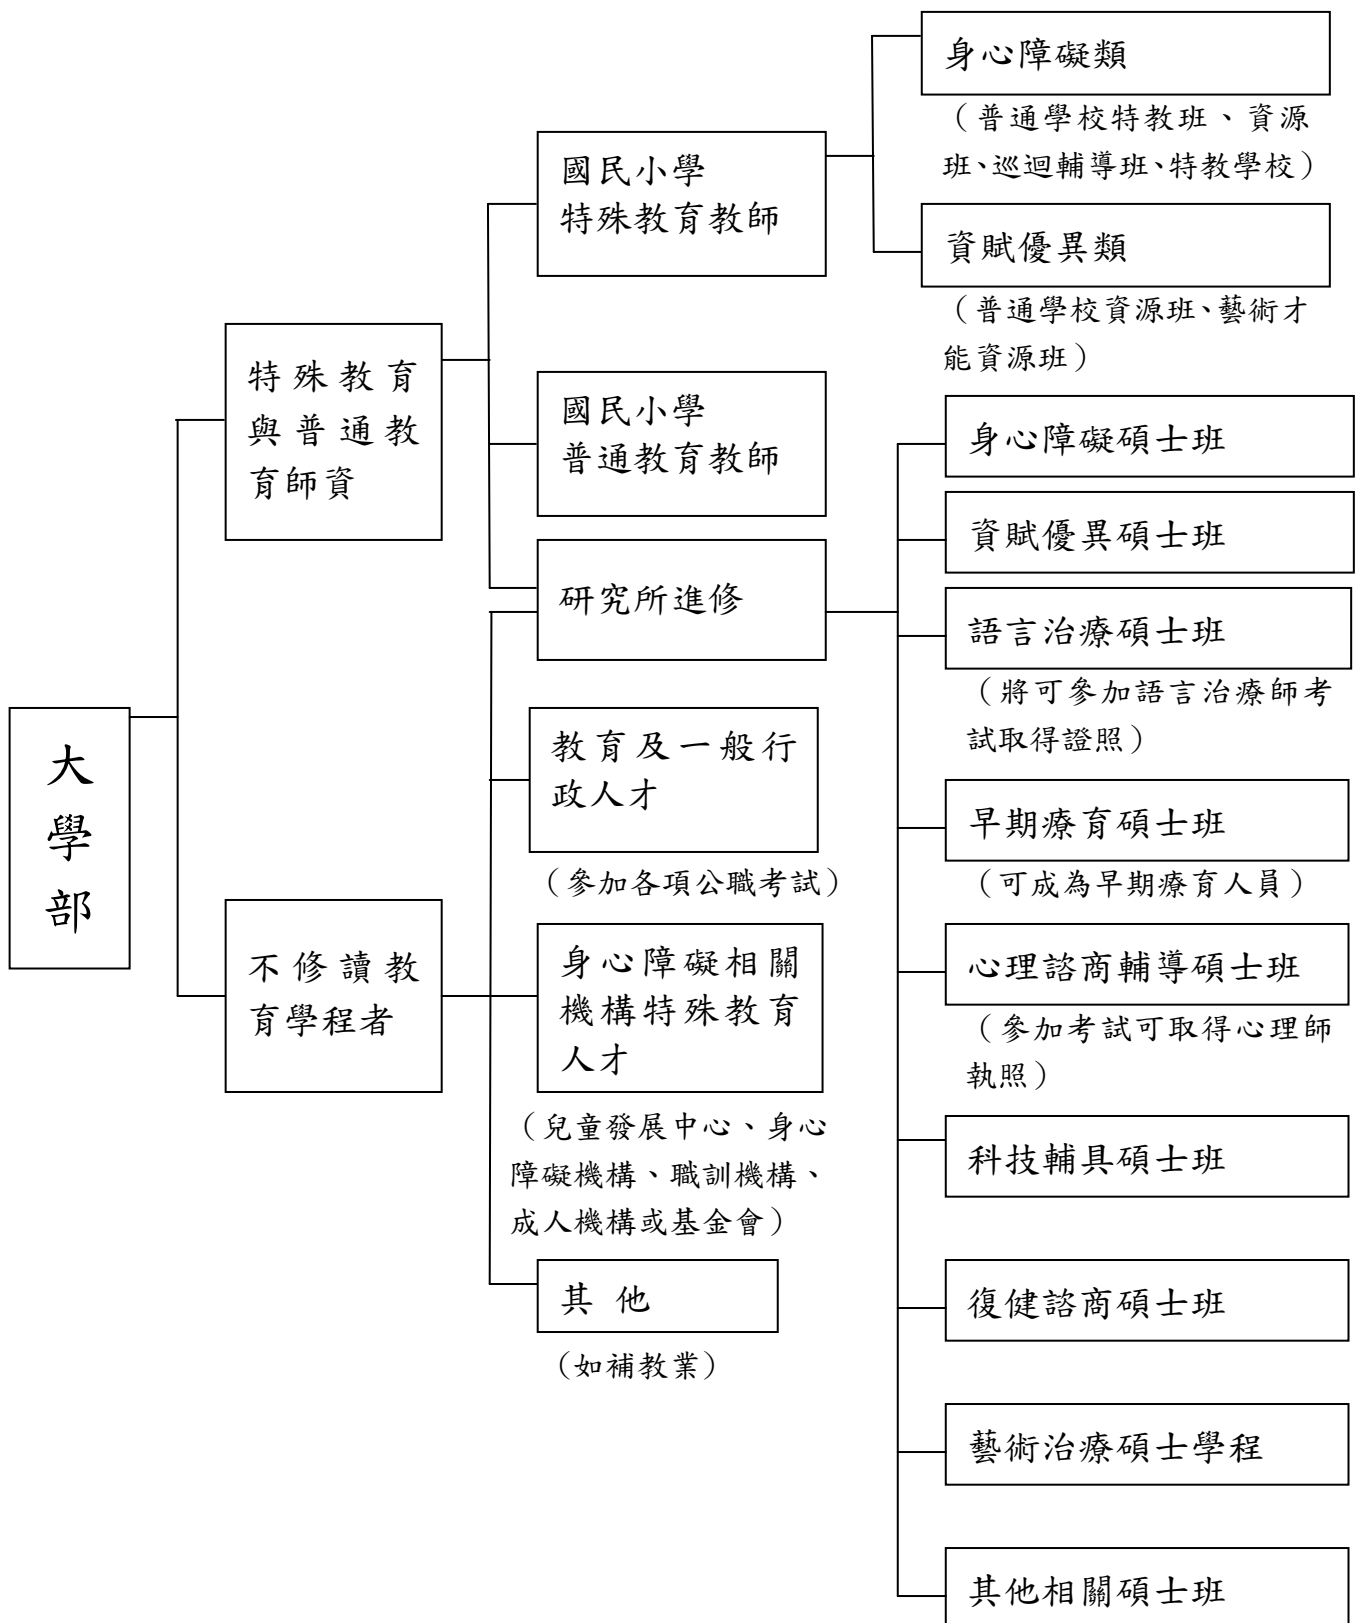 大
學
部
特殊教育
與普通教
育師資
不修讀教
育學程者
國民小學
特殊教育教師
國民小學
普通教育教師
研究所進修
教育及一般行
政人才
（參加各項公職考試）
身心障礙相關
機構特殊教育
人才
（兒童發展中心、身心
障礙機構、職訓機構、
成人機構或基金會）
其他
（如補教業）
身心障礙類
（普通學校特教班、資源
班、巡迴輔導班、特教學校）
資賦優異類
（普通學校資源班、藝術才
能資源班）
身心障礙碩士班
資賦優異碩士班
語言治療碩士班
（將可參加語言治療師考
試取得證照）
早期療育碩士班
（可成為早期療育人員）
心理諮商輔導碩士班
（參加考試可取得心理師
執照）
科技輔具碩士班
復健諮商碩士班
藝術治療碩士學程
其他相關碩士班